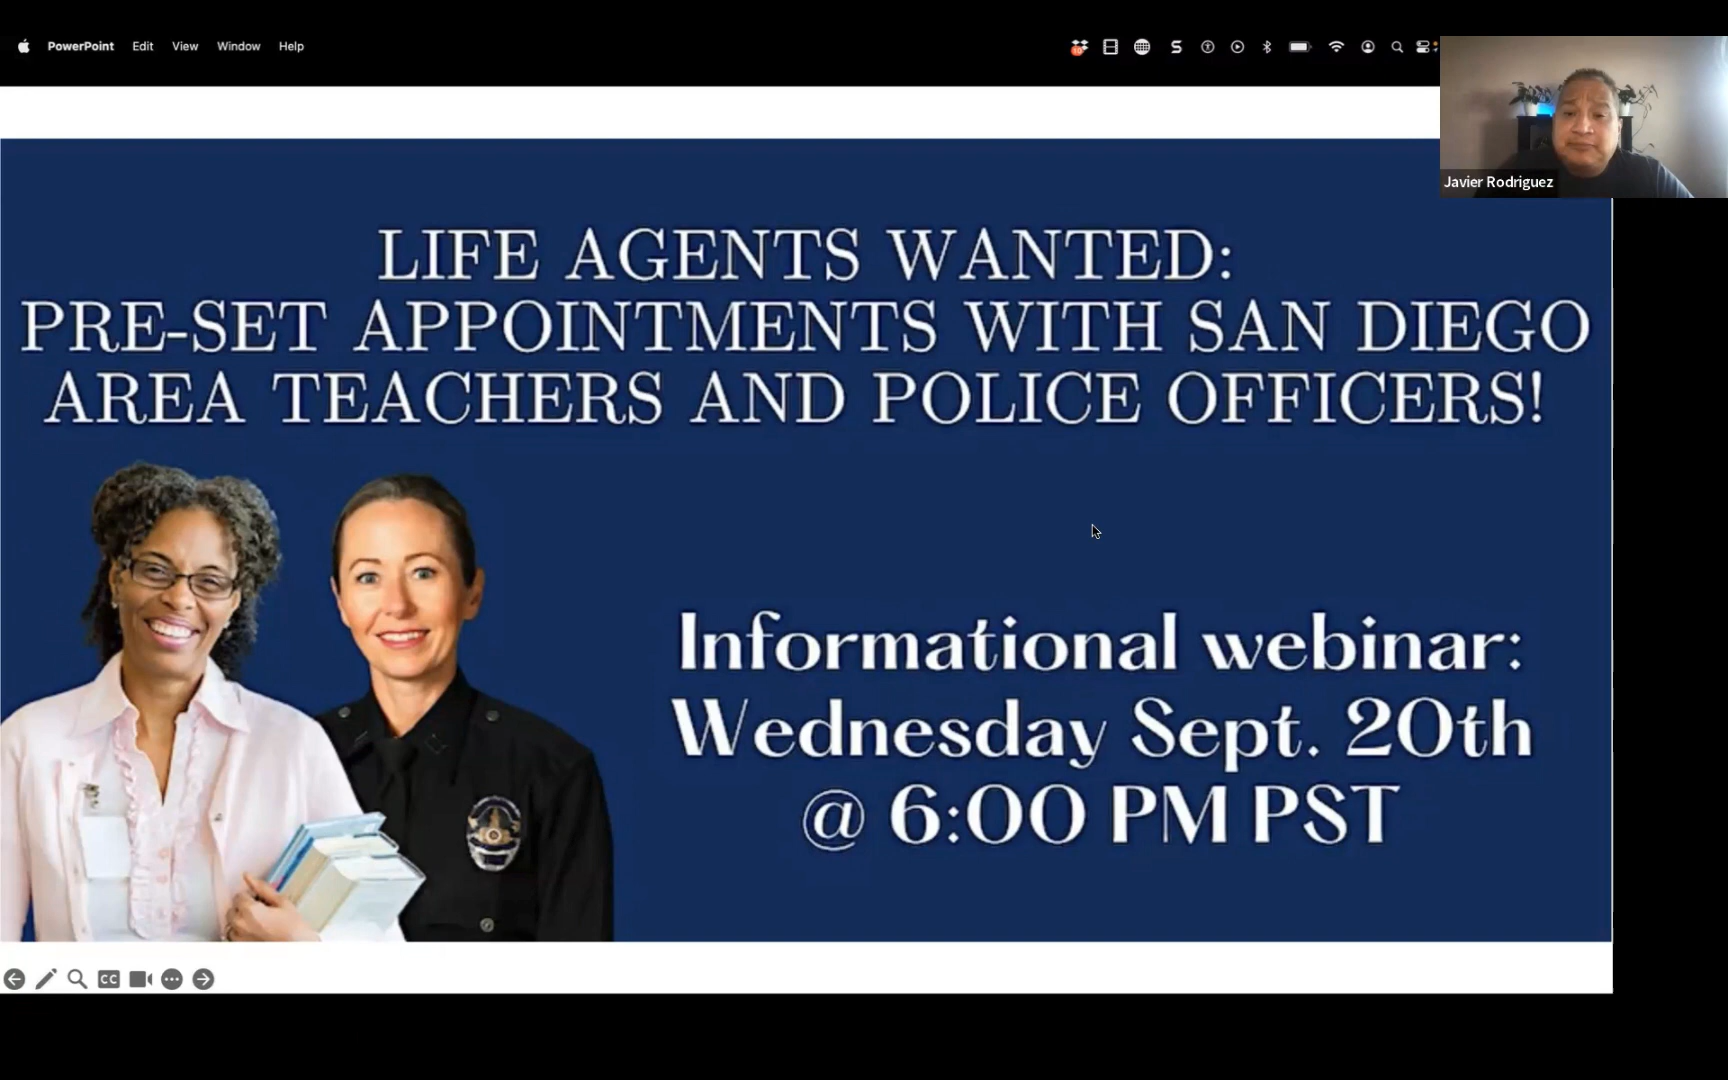 PowerPoint Edit View Window Help
Javier Rodriguez
LIFE AGENTS WANTED:
PRE-SET APPOINTMENTS WITH SAN DIEGO
AREA TEACHERS AND POLICE OFFICERS!
Informational webinar:
Wednesday Sept. 20th
@ 6:00 PM PST
CC